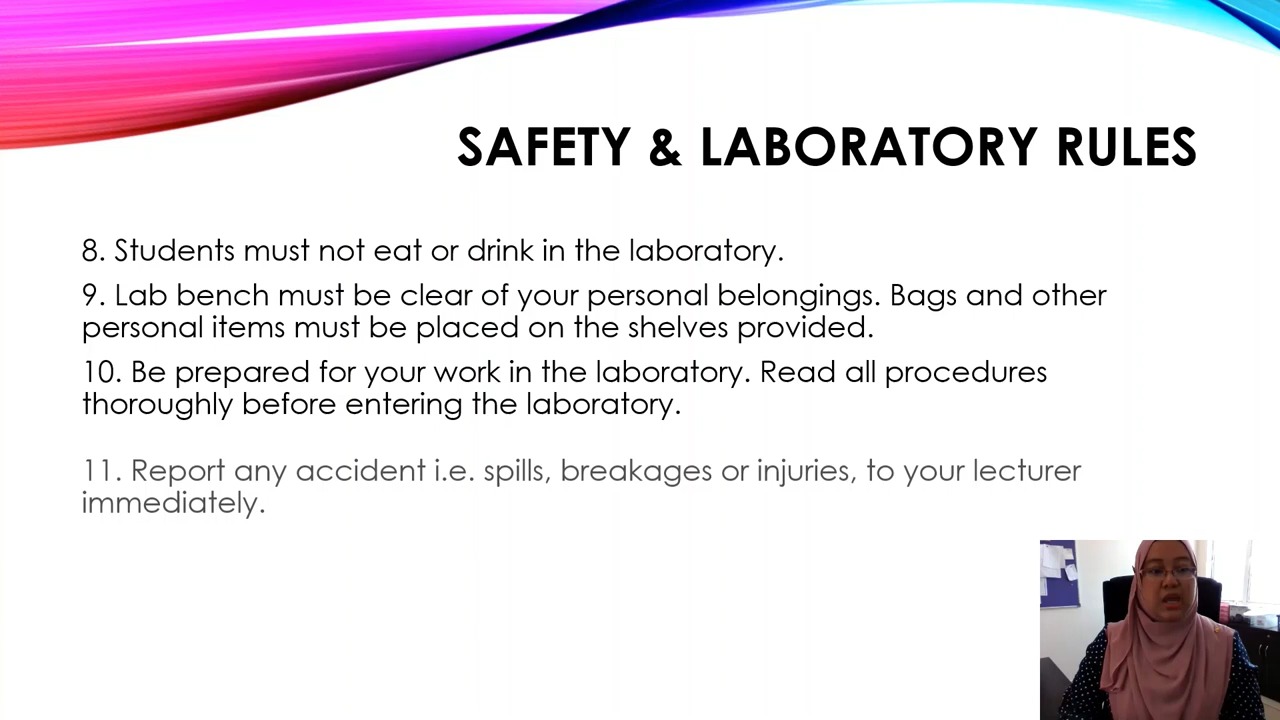 SAFETY & LABORATORY RULES
8. Students must not eat or drink in the laboratory.
9. Lab bench must be clear of your personal belongings. Bags and other
personal items must be placed on the shelves provided.
10. Be prepared for your work in the laboratory. Read all procedures
thoroughly before entering the laboratory.
11. Report any accident i.e. spills, breakages or injuries, to your lecturer
immediately.